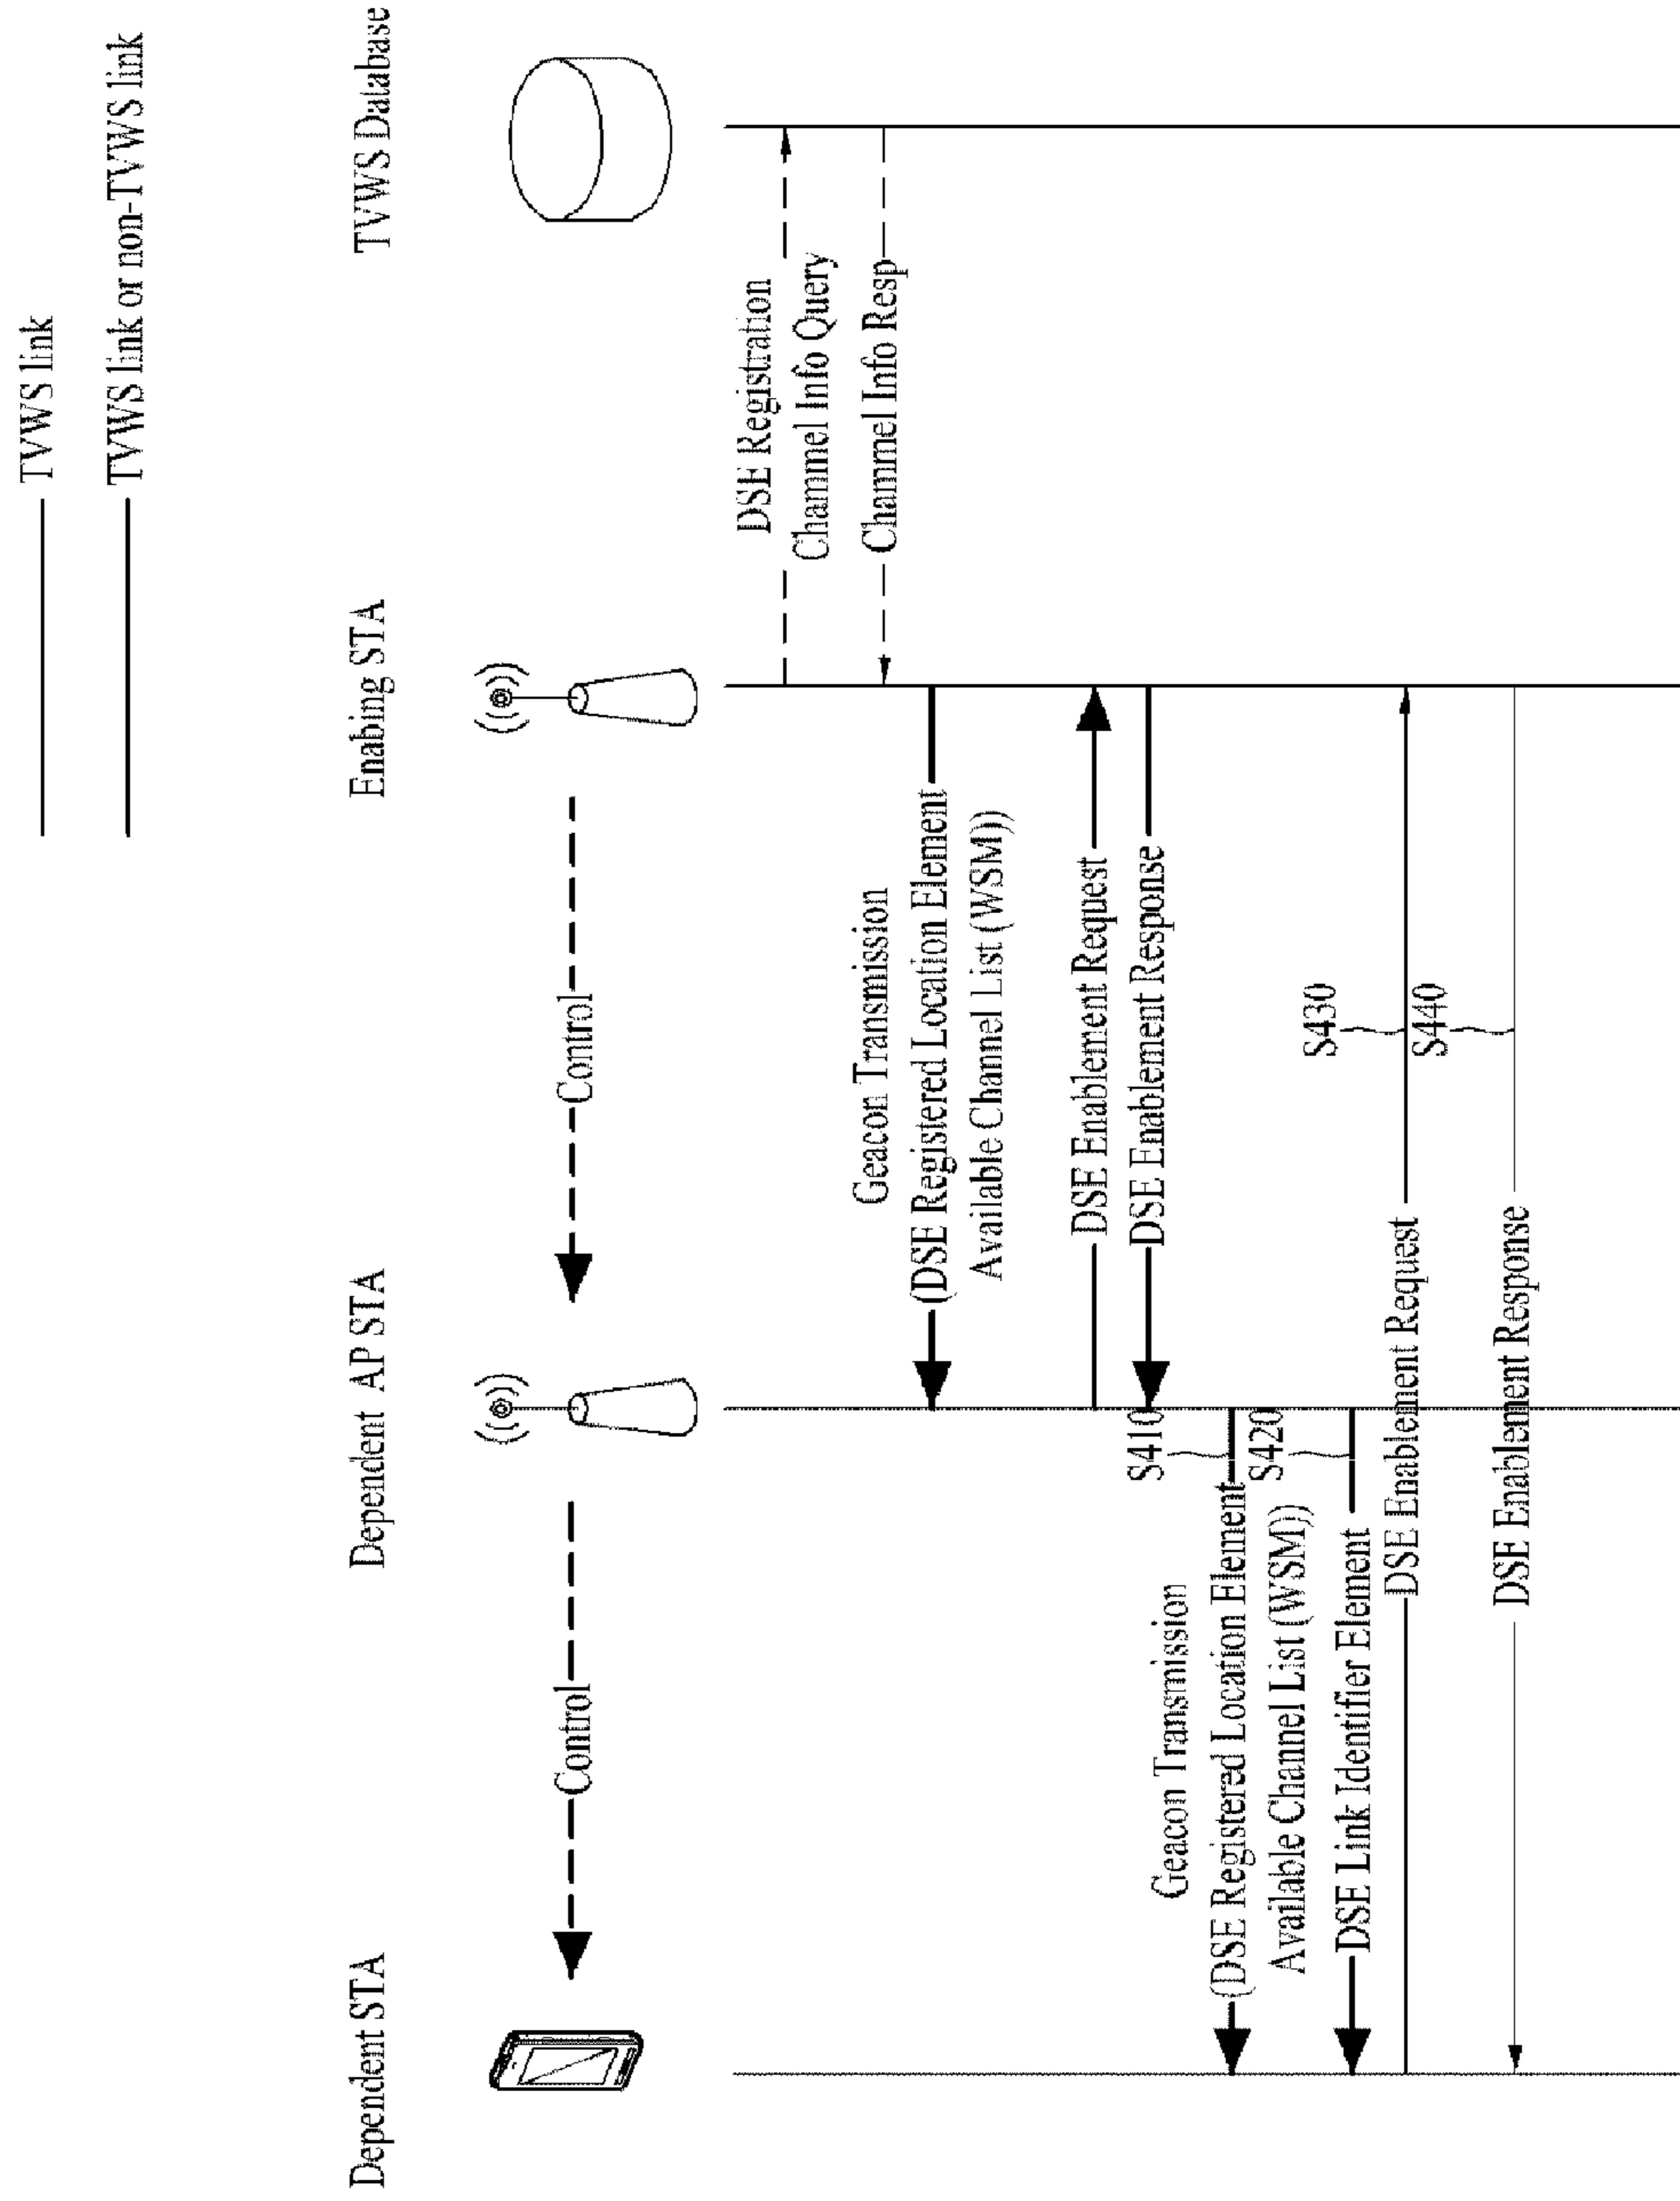 TVWS link
TVWS link or non-TVWS link
Dependent STA
Dependent AP STA
Enabing STA
TVWS Database
Control
Control
DSE Registration
Channel Info Query
Channel Info Resp
Geacon Transmission
(DSE Registered Location Element
Available Channel List (WSM))
DSE Enablement Request
DSE Enablement Response
S410
Geacon Transmission
(DSE Registered Location Element
Available Channel List (WSM))
S420
DSE Link Identifier Element
S430
DSE Enablement Request
S440
DSE Enablement Response